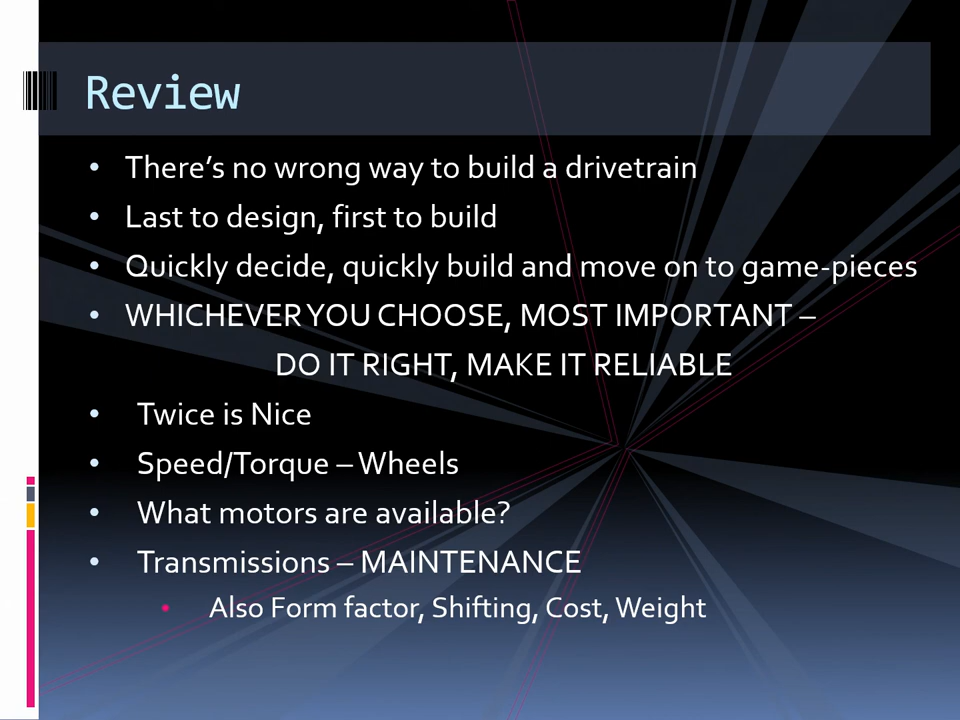 Review
• There’s no wrong way to build a drivetrain
• Last to design, first to build
• Quickly decide, quickly build and move on to game-pieces
• WHICHEVER YOU CHOOSE, MOST IMPORTANT –
DO IT RIGHT, MAKE IT RELIABLE
• Twice is Nice
• Speed/Torque – Wheels
• What motors are available?
• Transmissions – MAINTENANCE
• Also Form factor, Shifting, Cost, Weight